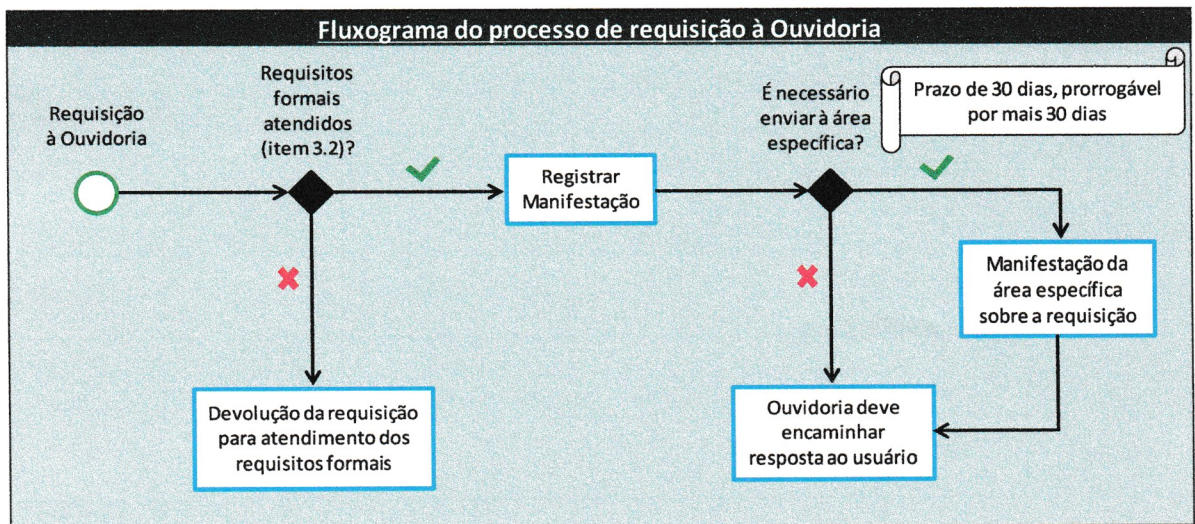 Fluxograma do processo de requisição à Ouvidoria
Requisição
à Ouvidoria
Requisitos
formais
atendidos
(item 3.2)?
Registrar
Manifestação
É necessário
enviar à área
específica?
Prazo de 30 dias, prorrogável
por mais 30 dias
Manifestação da
área específica
sobre a requisição
Devolução da requisição
para atendimento dos
requisitos formais
Ouvidoria deve
encaminhar
resposta ao usuário